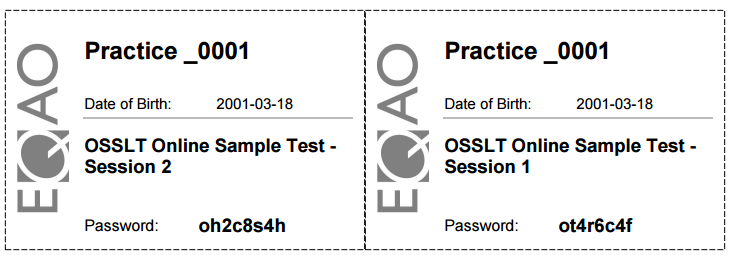 EQAO
Practice _0001
Date of Birth: 2001-03-18
OSSLT Online Sample Test -
Session 2
Password: oh2c8s4h
EQAO
Practice _0001
Date of Birth: 2001-03-18
OSSLT Online Sample Test -
Session 1
Password: ot4r6c4f